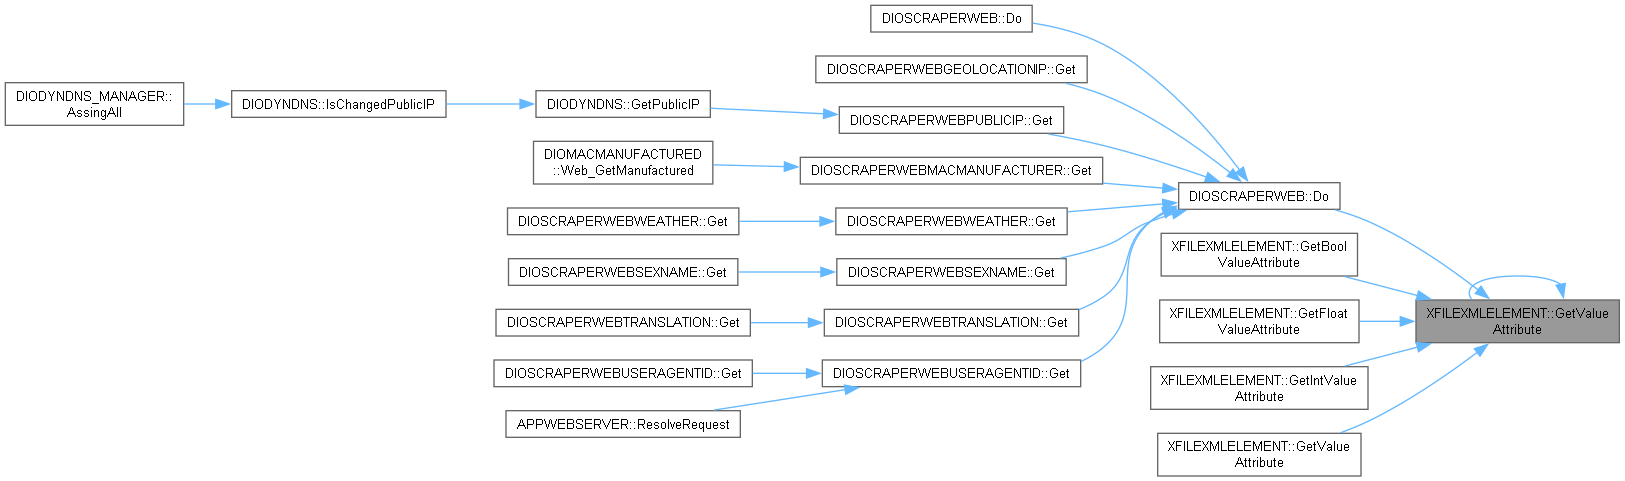 DIOSCRAPERWEB::Do
DIOSCRAPERWEBGEOLOCATIONIP::Get
DIODYNDNS_MANAGER::
AssingAll
DIODYNDNS::IsChangedPublicIP
DIODYNDNS::GetPublicIP
DIOSCRAPERWEBPUBLICIP::Get
DIOMACMANUFACTURED
::Web_GetManufactured
DIOSCRAPERWEBMACMANUFACTURER::Get
DIOSCRAPERWEB::Do
DIOSCRAPERWEBWEATHER::Get
DIOSCRAPERWEBWEATHER::Get
XFILEXMLELEMENT::GetBool
ValueAttribute
DIOSCRAPERWEBSEXNAME::Get
DIOSCRAPERWEBSEXNAME::Get
XFILEXMLELEMENT::GetFloat
ValueAttribute
XFILEXMLELEMENT::GetValue
Attribute
DIOSCRAPERWEBTRANSLATION::Get
DIOSCRAPERWEBTRANSLATION::Get
DIOSCRAPERWEBUSERAGENTID::Get
DIOSCRAPERWEBUSERAGENTID::Get
XFILEXMLELEMENT::GetIntValue
Attribute
APPWEBSERVER::ResolveRequest
XFILEXMLELEMENT::GetValue
Attribute